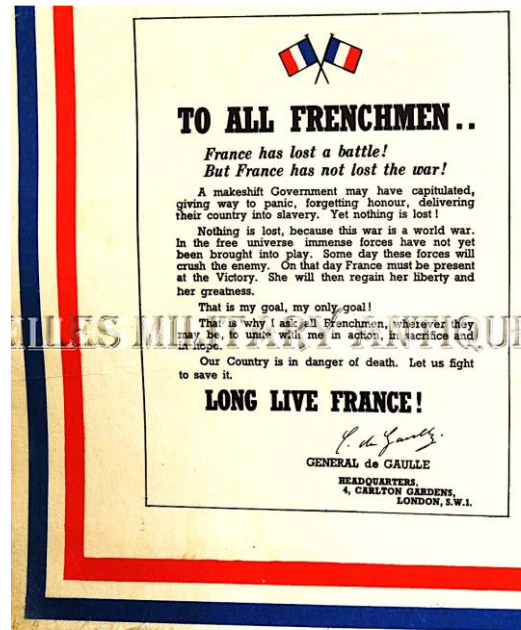 TO ALL FRENCHMEN..
France has lost a battle!
But France has not lost the war!
A makeshift Government may have capitulated,
giving way to panic, forgetting honour, delivering
their country into slavery. Yet nothing is lost!
Nothing is lost, because this war is a world war.
In the free universe immense forces have not yet
been brought into play. Some day these forces will
crush the enemy. On that day France must be present
at the Victory. She will then regain her liberty and
her greatness.
That is my goal, my only goal!
That is why I ask all Frenchmen, wherever they
EILLES MILITARY ANTIQUE
may be, to unite with me in action, in sacrifice and
in hope.
Our Country is in danger of death. Let us fight
to save it.
LONG LIVE FRANCE!
C. de Gaulle
GENERAL de GAULLE
HEADQUARTERS,
4, CARLTON GARDENS,
LONDON, S.W.1.